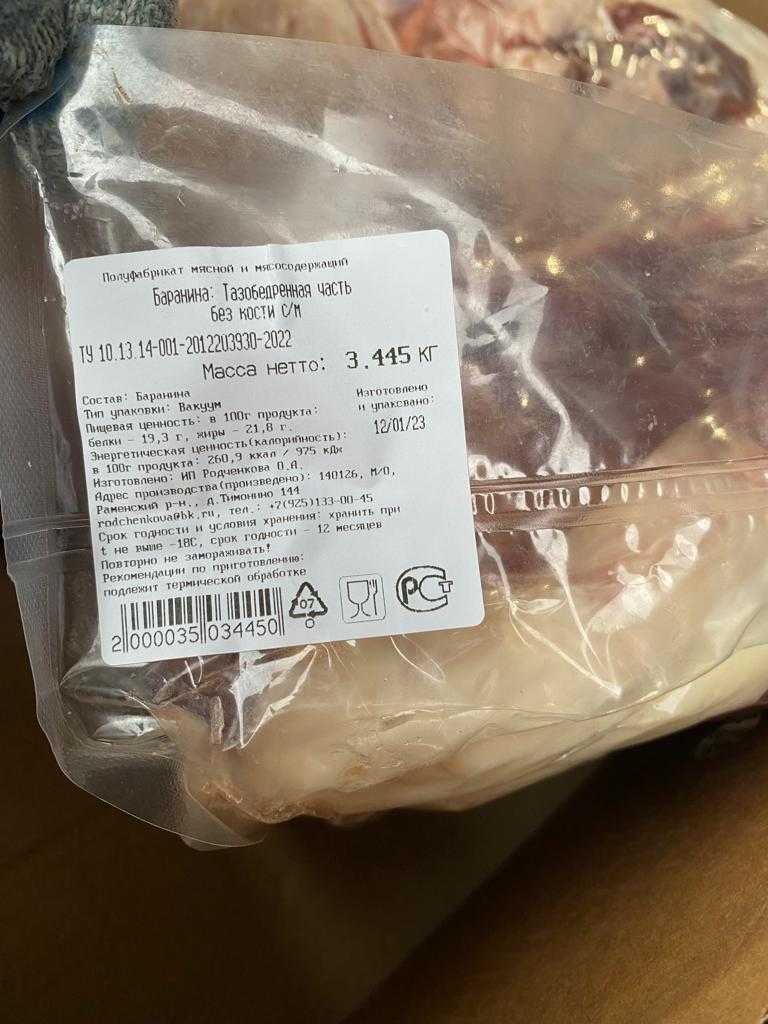 Полуфабрикат мясной и мясосодержащий
Баранина: Тазобедренная часть
без кости с/м
ТУ 10.13.14-001-2012203930-2022
Масса нетто: 3.445 КГ
Состав: Баранина
Тип упаковки: Вакуум
Пищевая ценность: в 100г продукта:
белки - 19,3 г, жиры - 21,8 г.
Энергетическая ценность(калорийность):
в 100г продукта: 260,9 ккал / 975 кДж
Изготовлено
и упаковано:
12/01/23
Изготовлено: ИП Родченкова О.А.
Адрес производства(произведено): 140126, М/О,
Раменский р-н., д.Тимонино 144
rodchenkova@bk.ru, тел.: +7(925)133-00-45
Срок годности и условия хранения: хранить при
t не выше -18С, срок годности - 12 месяцев
Повторно не замораживать!
Рекомендации по приготовлению:
подлежит термической обработке
2 000035 034450
07
РСТ